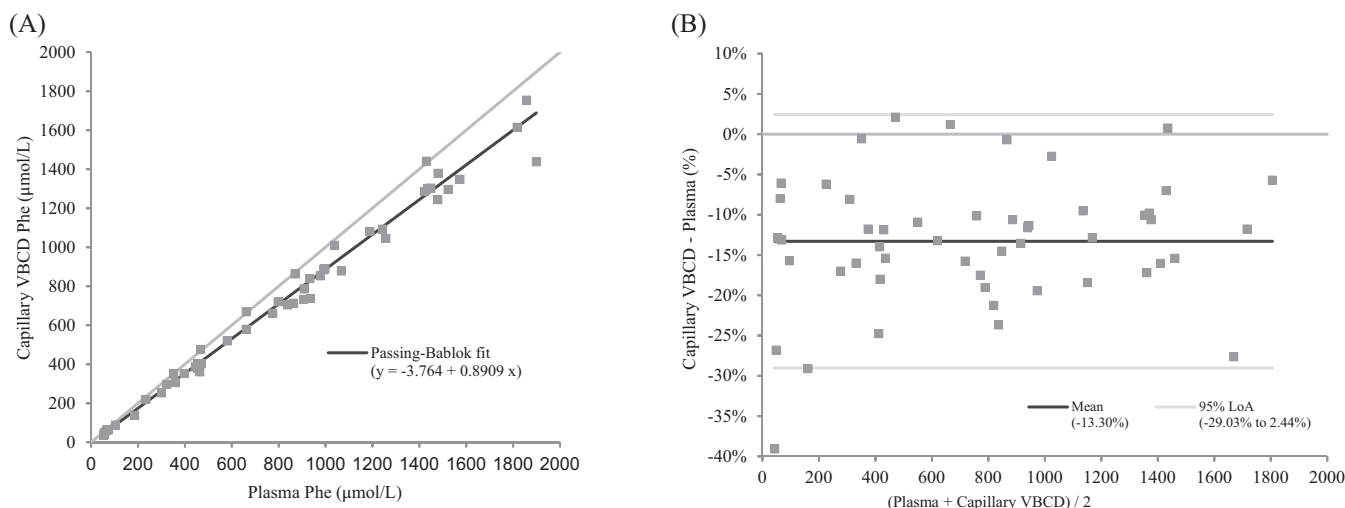 (A)
2000
1800
1600
1400
1200
1000
800
600
400
200
0
0 200 400 600 800 1000 1200 1400 1600 1800 2000
Capillary VBCD Phe (μmol/L)
Plasma Phe (μmol/L)
Passing-Bablok fit
(y = -3.764 + 0.8909 x)
(B)
10%
5%
0%
-5%
-10%
-15%
-20%
-25%
-30%
-35%
-40%
0 200 400 600 800 1000 1200 1400 1600 1800 2000
Capillary VBCD - Plasma (%)
(Plasma + Capillary VBCD) / 2
Mean
(-13.30%)
95% LoA
(-29.03% to 2.44%)